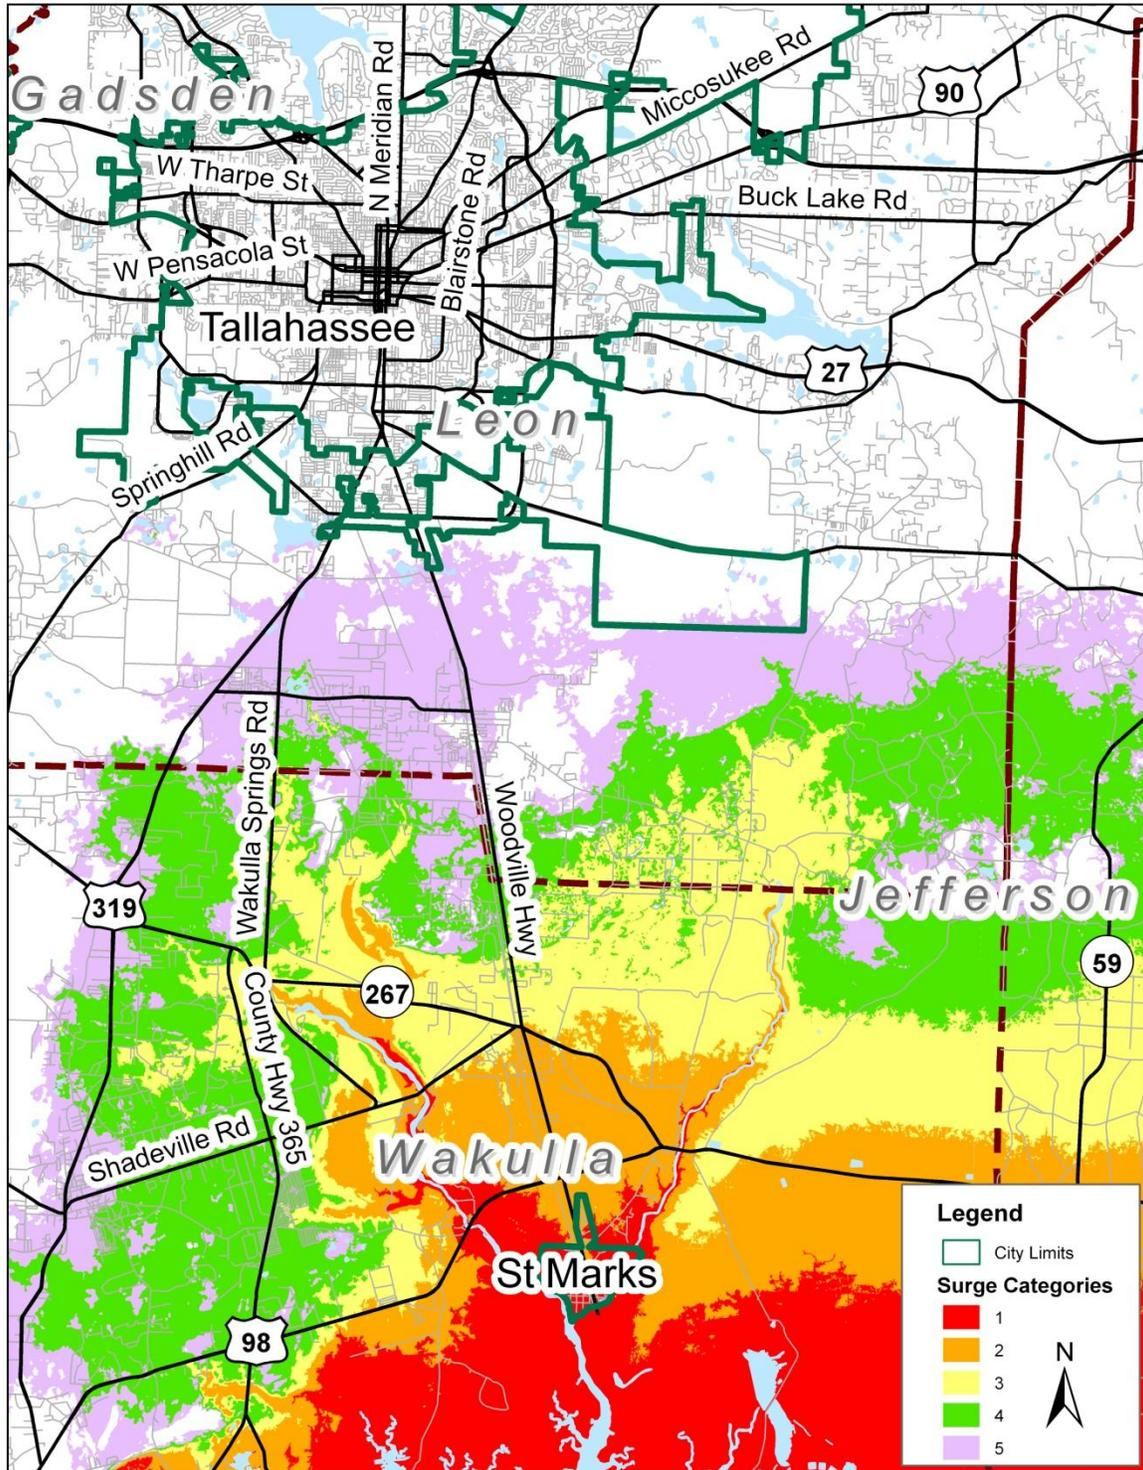 Gadsden
N Meridian Rd
Miccosukee Rd
90
W Tharpe St
Blairstone Rd
Buck Lake Rd
W Pensacola St
Tallahassee
27
Leon
Springhill Rd
Wakulla Springs Rd
Woodville Hwy
319
Jefferson
59
267
County Hwy 365
Shadeville Rd
Wakulla
St Marks
98
Legend
City Limits
Surge Categories
1
2
3
4
5
N